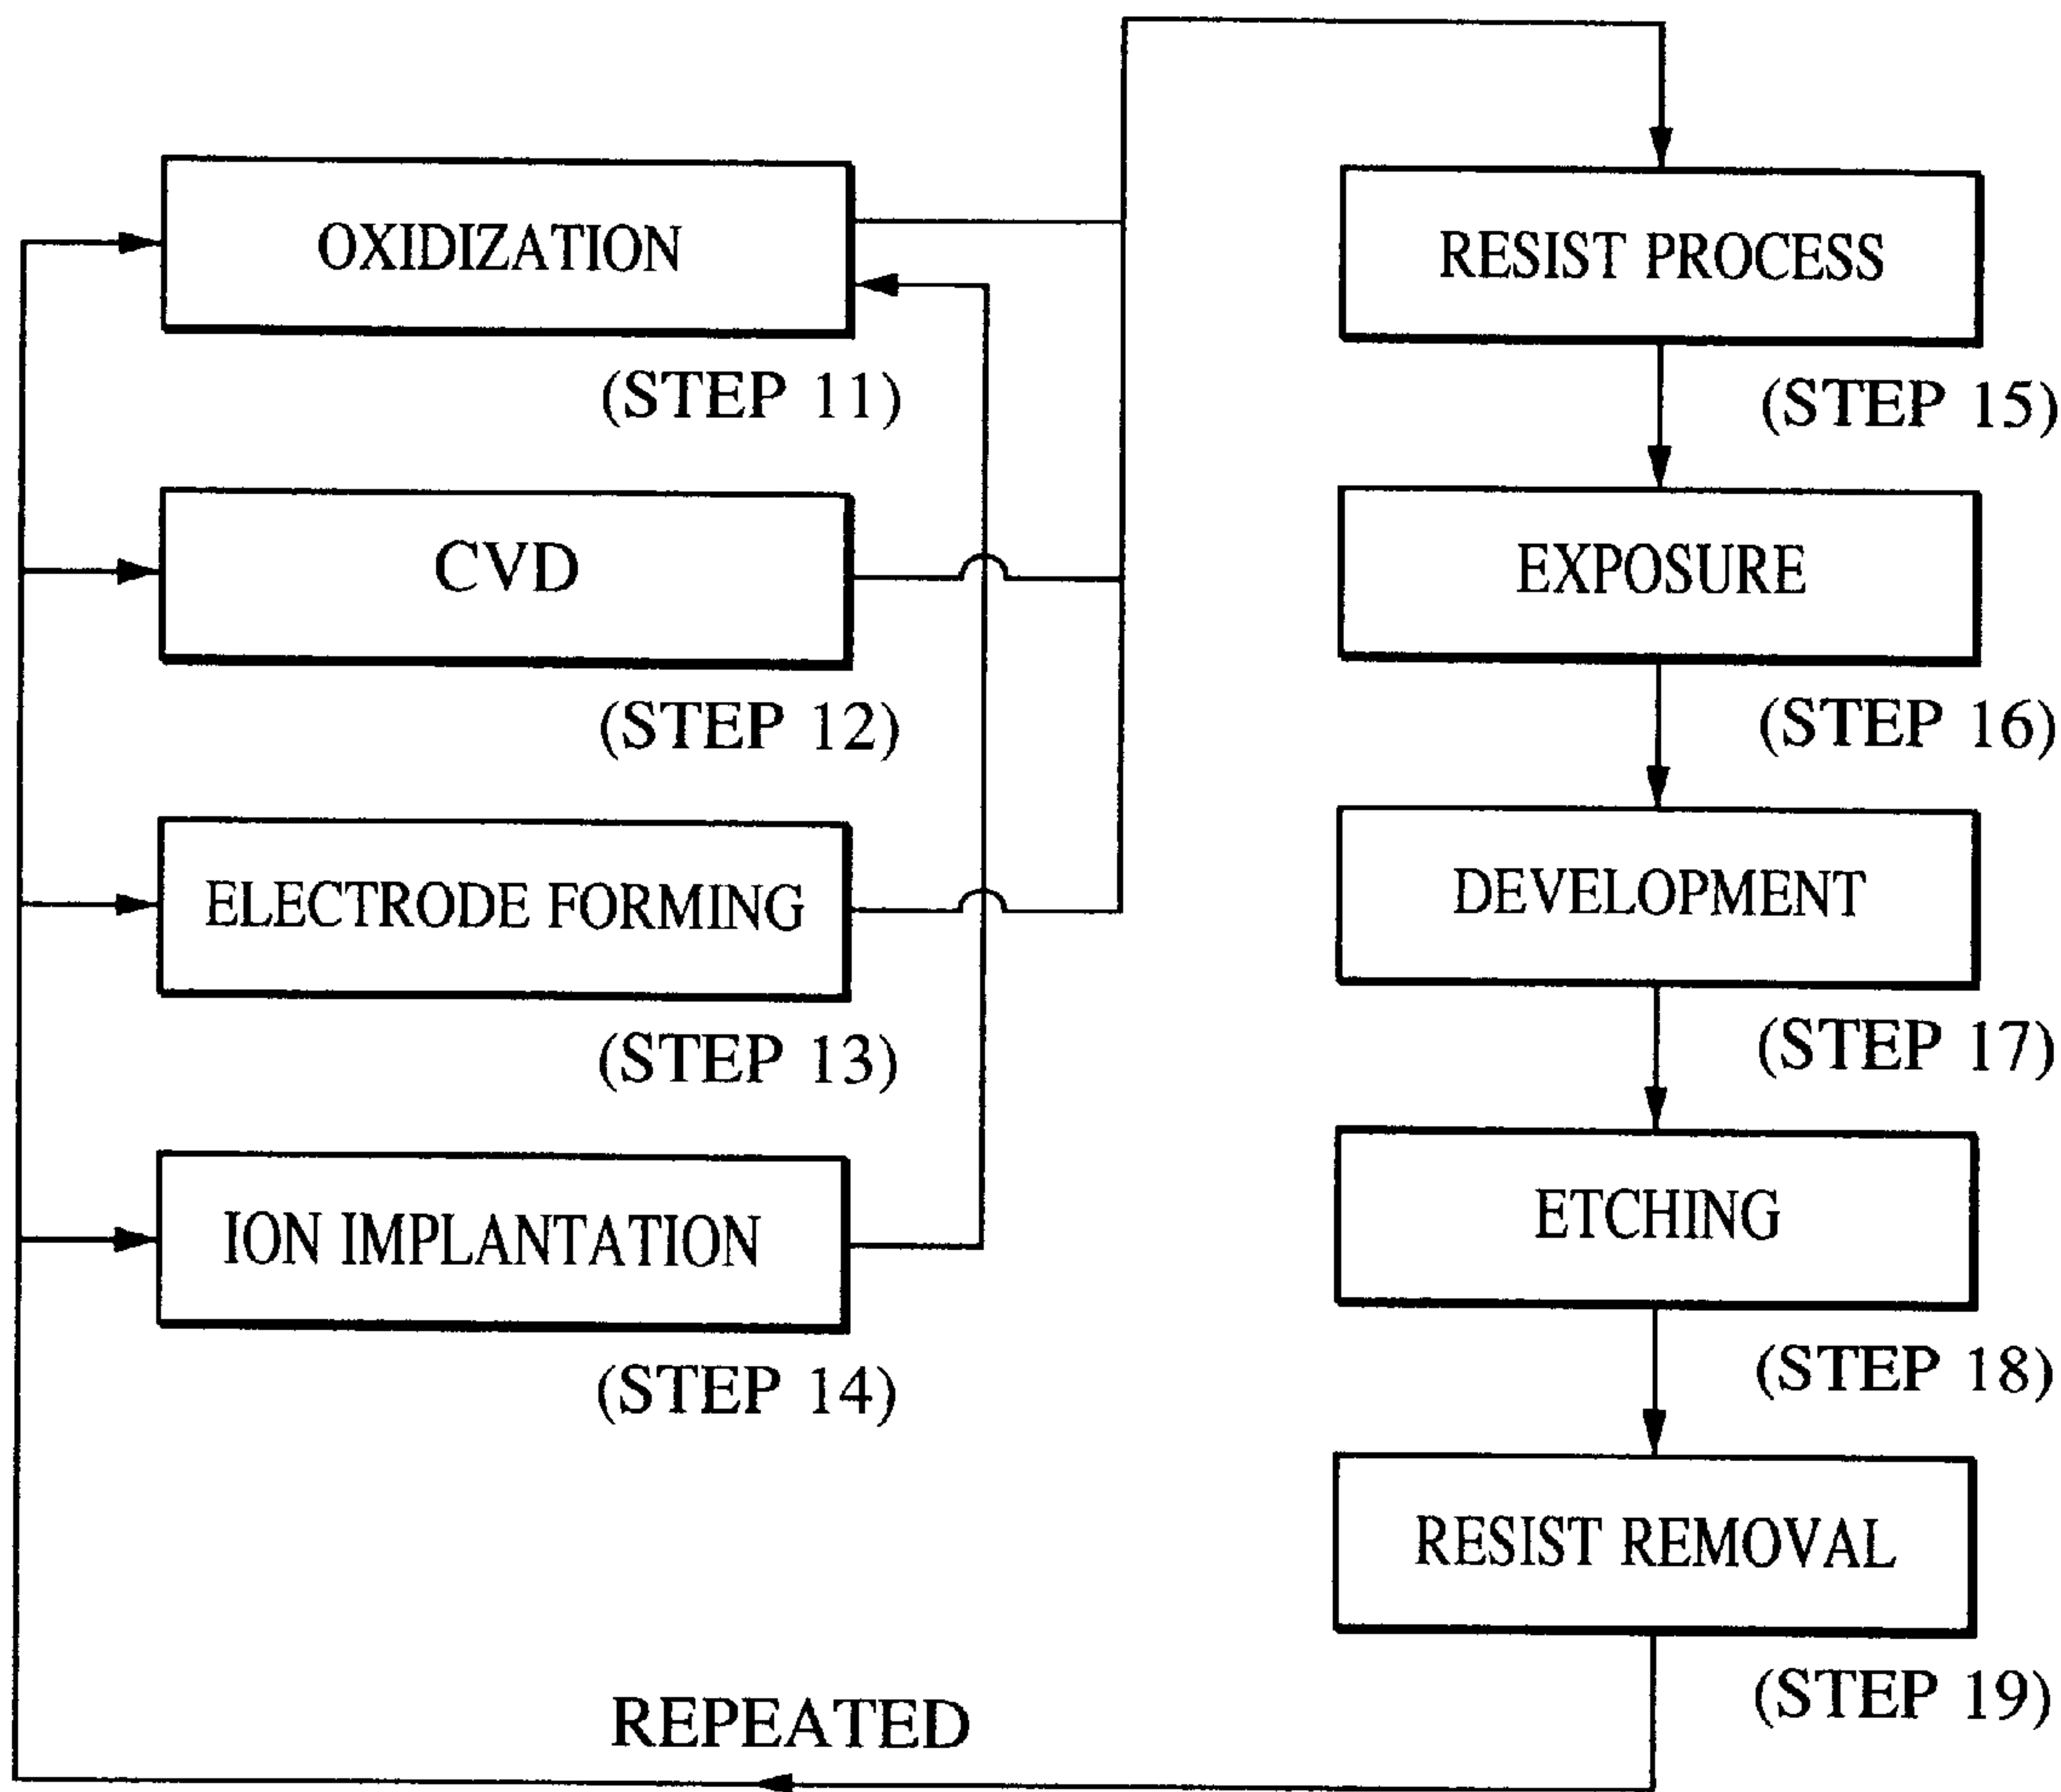 OXIDIZATION
(STEP 11)
CVD
(STEP 12)
ELECTRODE FORMING
(STEP 13)
ION IMPLANTATION
(STEP 14)
RESIST PROCESS
(STEP 15)
EXPOSURE
(STEP 16)
DEVELOPMENT
(STEP 17)
ETCHING
(STEP 18)
RESIST REMOVAL
(STEP 19)
REPEATED